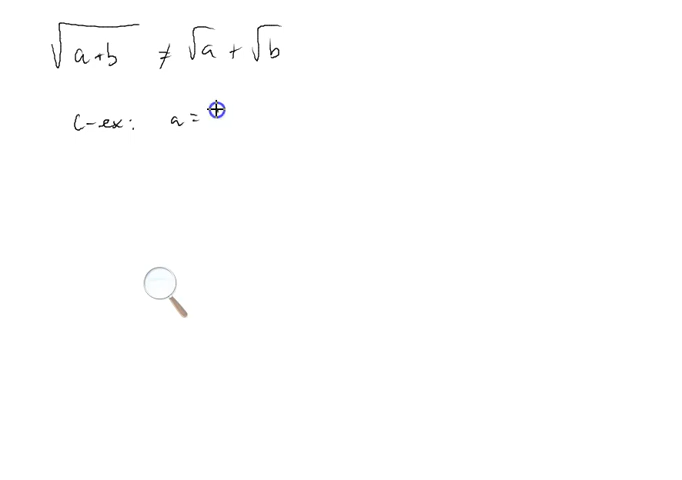 √(a+b) ≠ √a + √b
C-ex: a =